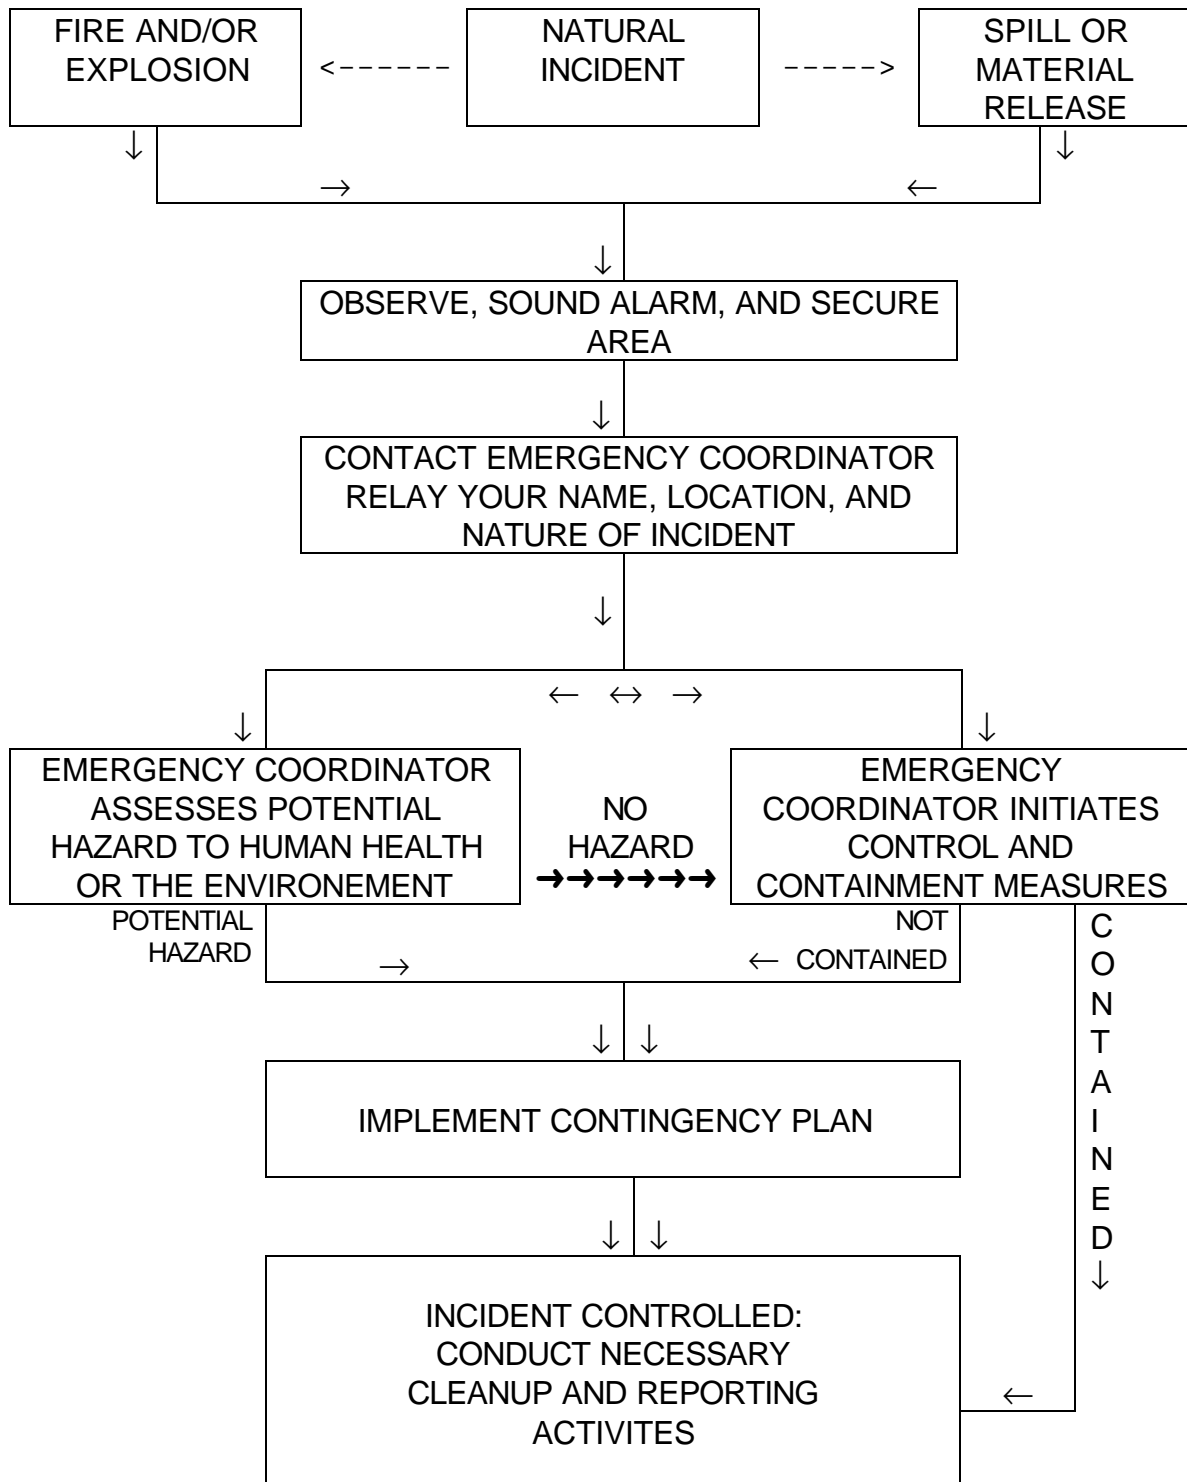 FIRE AND/OR
EXPLOSION
<------
NATURAL
INCIDENT
----->
SPILL OR
MATERIAL
RELEASE
↓
↓
→
←
↓
OBSERVE, SOUND ALARM, AND SECURE
AREA
↓
CONTACT EMERGENCY COORDINATOR
RELAY YOUR NAME, LOCATION, AND
NATURE OF INCIDENT
↓
← ↔ →
↓
↓
EMERGENCY COORDINATOR
ASSESSES POTENTIAL
HAZARD TO HUMAN HEALTH
OR THE ENVIRONEMENT
NO
HAZARD
➔➔➔➔➔➔
EMERGENCY
COORDINATOR INITIATES
CONTROL AND
CONTAINMENT MEASURES
POTENTIAL
HAZARD
→
NOT
← CONTAINED
C
O
N
T
A
I
N
E
D
↓
↓ ↓
IMPLEMENT CONTINGENCY PLAN
↓ ↓
INCIDENT CONTROLLED:
CONDUCT NECESSARY
CLEANUP AND REPORTING
ACTIVITES
←